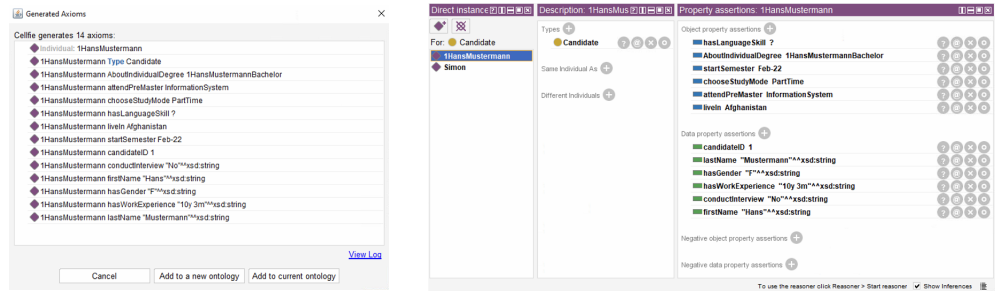 Generated Axioms
Cellfie generates 14 axioms:
Individual: 1HansMustermann
1HansMustermann Type Candidate
1HansMustermann AboutIndividualDegree 1HansMustermannBachelor
1HansMustermann attendPreMaster InformationSystem
1HansMustermann chooseStudyMode PartTime
1HansMustermann hasLanguageSkill ?
1HansMustermann liveIn Afghanistan
1HansMustermann startSemester Feb-22
1HansMustermann candidateID 1
1HansMustermann conductInterview "No"^^xsd:string
1HansMustermann firstName "Hans"^^xsd:string
1HansMustermann hasGender "F"^^xsd:string
1HansMustermann hasWorkExperience "10y 3m"^^xsd:string
1HansMustermann lastName "Mustermann"^^xsd:string
View Log
Cancel
Add to a new ontology
Add to current ontology
Direct instance
For: Candidate
1HansMustermann
Simon
Description: 1HansMus
Types
Candidate
Same Individual As
Different Individuals
Property assertions: 1HansMustermann
Object property assertions
hasLanguageSkill ?
AboutIndividualDegree 1HansMustermannBachelor
startSemester Feb-22
chooseStudyMode PartTime
attendPreMaster InformationSystem
liveIn Afghanistan
Data property assertions
candidateID 1
lastName "Mustermann"^^xsd:string
hasGender "F"^^xsd:string
hasWorkExperience "10y 3m"^^xsd:string
conductInterview "No"^^xsd:string
firstName "Hans"^^xsd:string
Negative object property assertions
Negative data property assertions
To use the reasoner click Reasoner > Start reasoner
Show Inferences